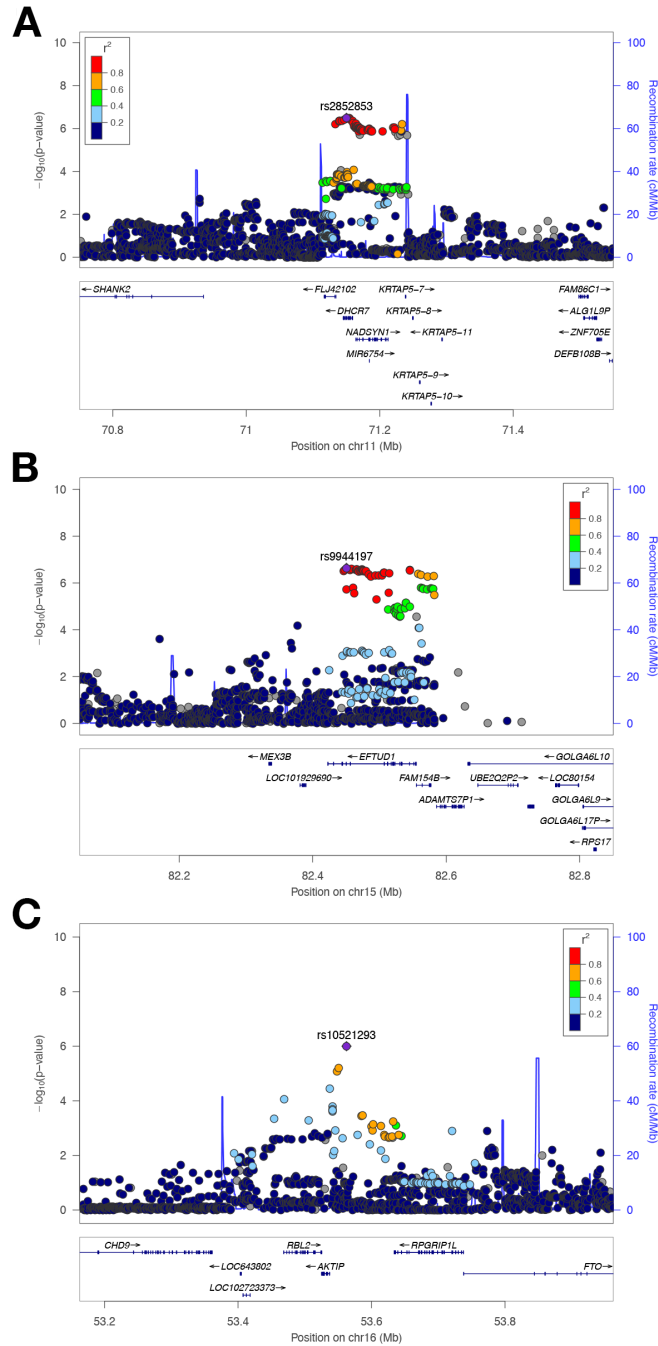 A
10
8
6
4
2
0
−log10(p−value)
r2
0.8
0.6
0.4
0.2
rs2852853
100
80
60
40
20
0
Recombination rate (cM/Mb)
←SHANK2
←FLJ42102
KRTAP5−7→
FAM86C1→
←DHCR7
KRTAP5−8→
←ALG1L9P
NADSYN1→
←KRTAP5−11
←ZNF705E
MIR6754→
DEFB108B→
KRTAP5−9→
KRTAP5−10→
70.8
71
71.2
71.4
Position on chr11 (Mb)
B
10
8
6
4
2
0
−log10(p−value)
rs9944197
r2
0.8
0.6
0.4
0.2
100
80
60
40
20
0
Recombination rate (cM/Mb)
←MEX3B
←EFTUD1
←GOLGA6L10
LOC101929690→
FAM154B→
UBE2Q2P2→
←LOC80154
ADAMTS7P1→
GOLGA6L9→
GOLGA6L17P→
←RPS17
82.2
82.4
82.6
82.8
Position on chr15 (Mb)
C
10
8
6
4
2
0
−log10(p−value)
rs10521293
r2
0.8
0.6
0.4
0.2
100
80
60
40
20
0
Recombination rate (cM/Mb)
CHD9→
RBL2→
←RPGRIP1L
FTO→
←LOC643802
←AKTIP
LOC102723373→
53.2
53.4
53.6
53.8
Position on chr16 (Mb)